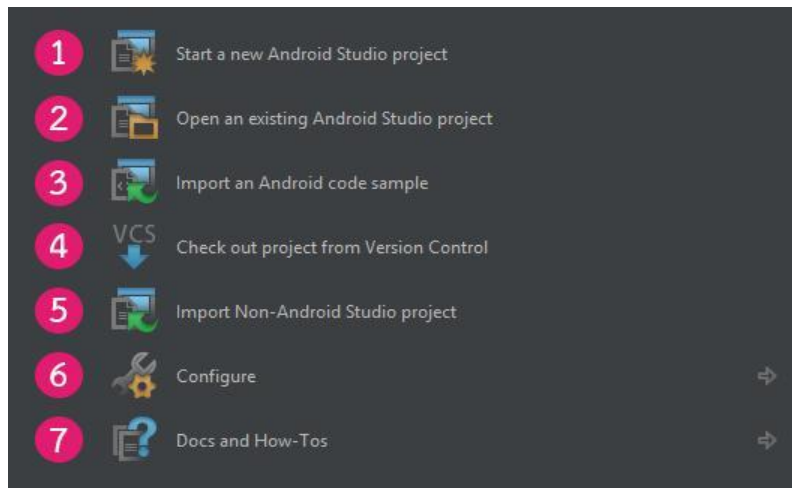 1 Start a new Android Studio project
2 Open an existing Android Studio project
3 Import an Android code sample
4 VCS Check out project from Version Control
5 Import Non-Android Studio project
6 Configure
7 Docs and How-Tos